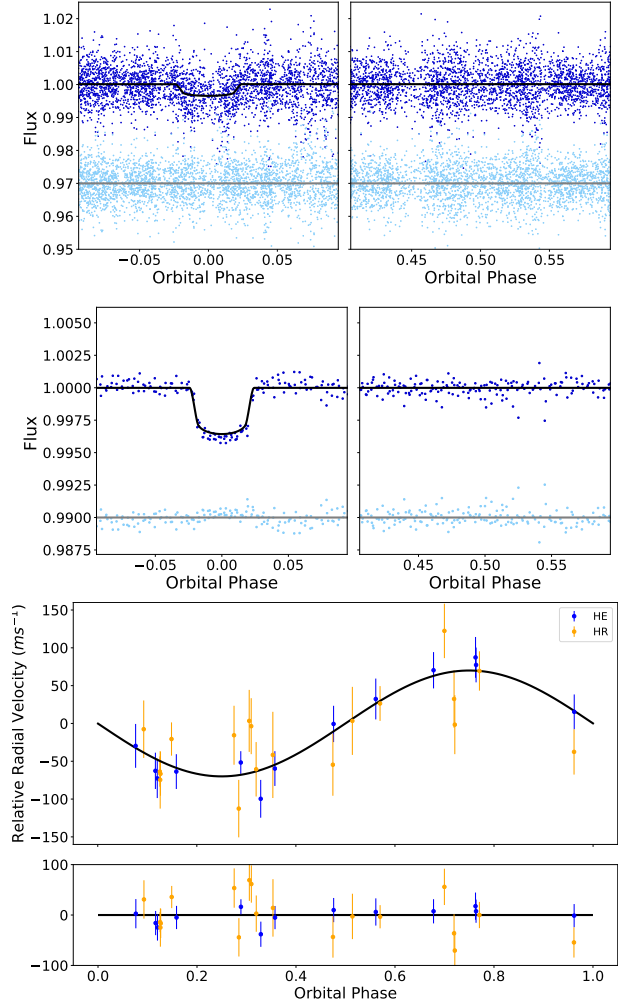 1.02
1.01
1.00
0.99
0.98
0.97
0.96
0.95
Flux
−0.05 0.00 0.05
Orbital Phase
0.45 0.50 0.55
Orbital Phase
1.0050
1.0025
1.0000
0.9975
0.9950
0.9925
0.9900
0.9875
Flux
−0.05 0.00 0.05
Orbital Phase
0.45 0.50 0.55
Orbital Phase
150
100
50
0
−50
−100
−150
Relative Radial Velocity (ms⁻¹)
HE
HR
100
0
−100
0.0 0.2 0.4 0.6 0.8 1.0
Orbital Phase